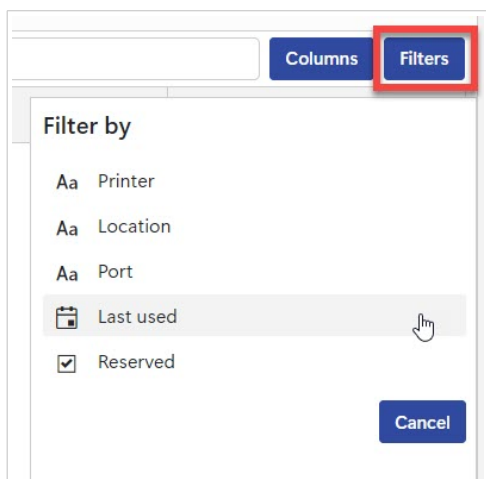 Columns Filters
Filter by
Aa Printer
Aa Location
Aa Port
Last used
Reserved
Cancel